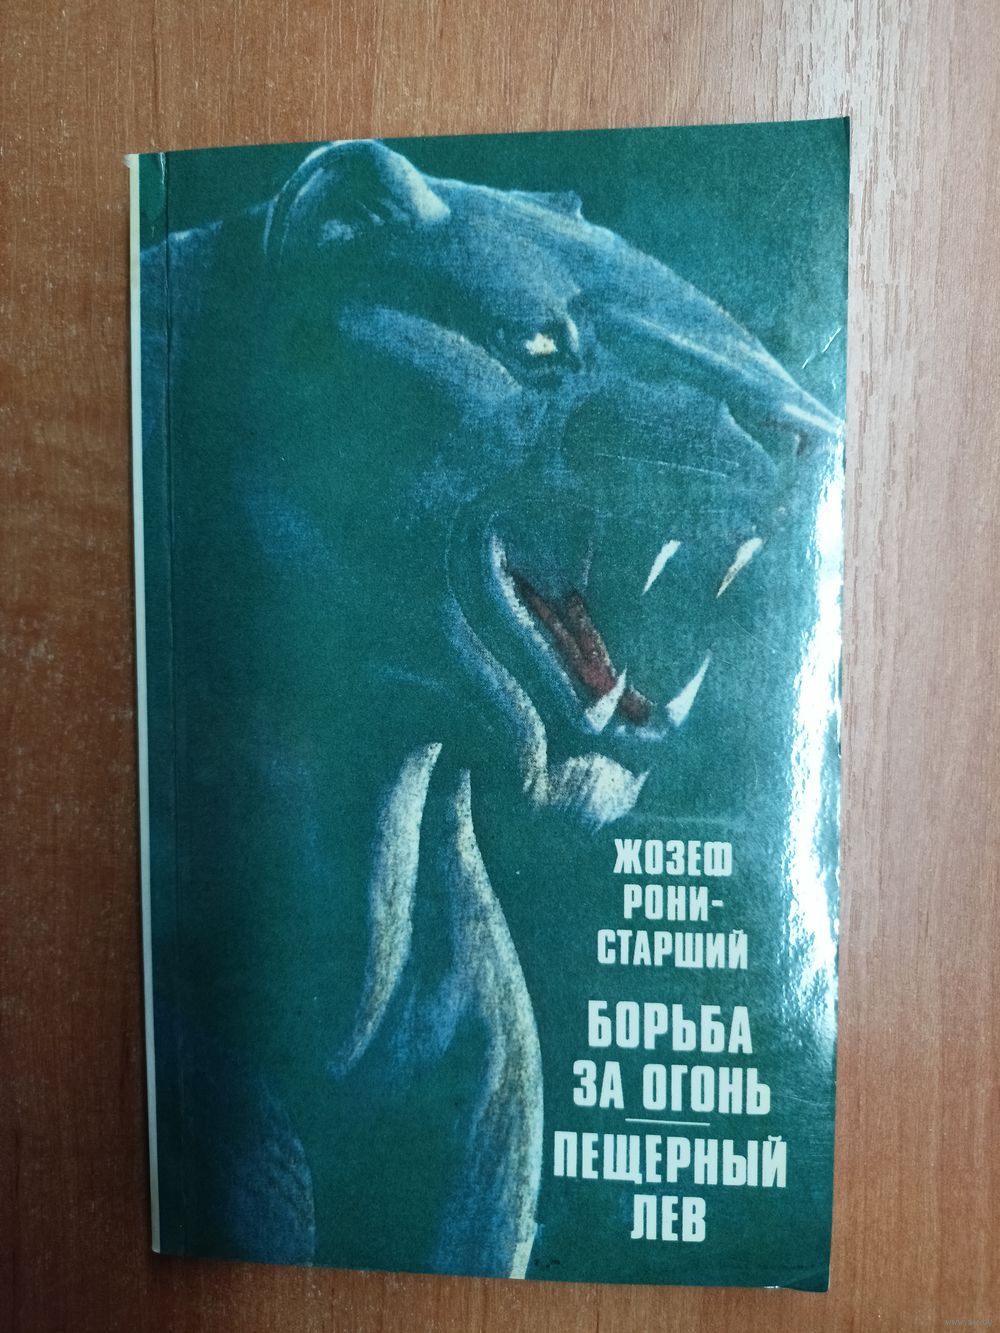 ЖОЗЕФ
РОНИ-
СТАРШИЙ
БОРЬБА
ЗА ОГОНЬ
ПЕЩЕРНЫЙ
ЛЕВ